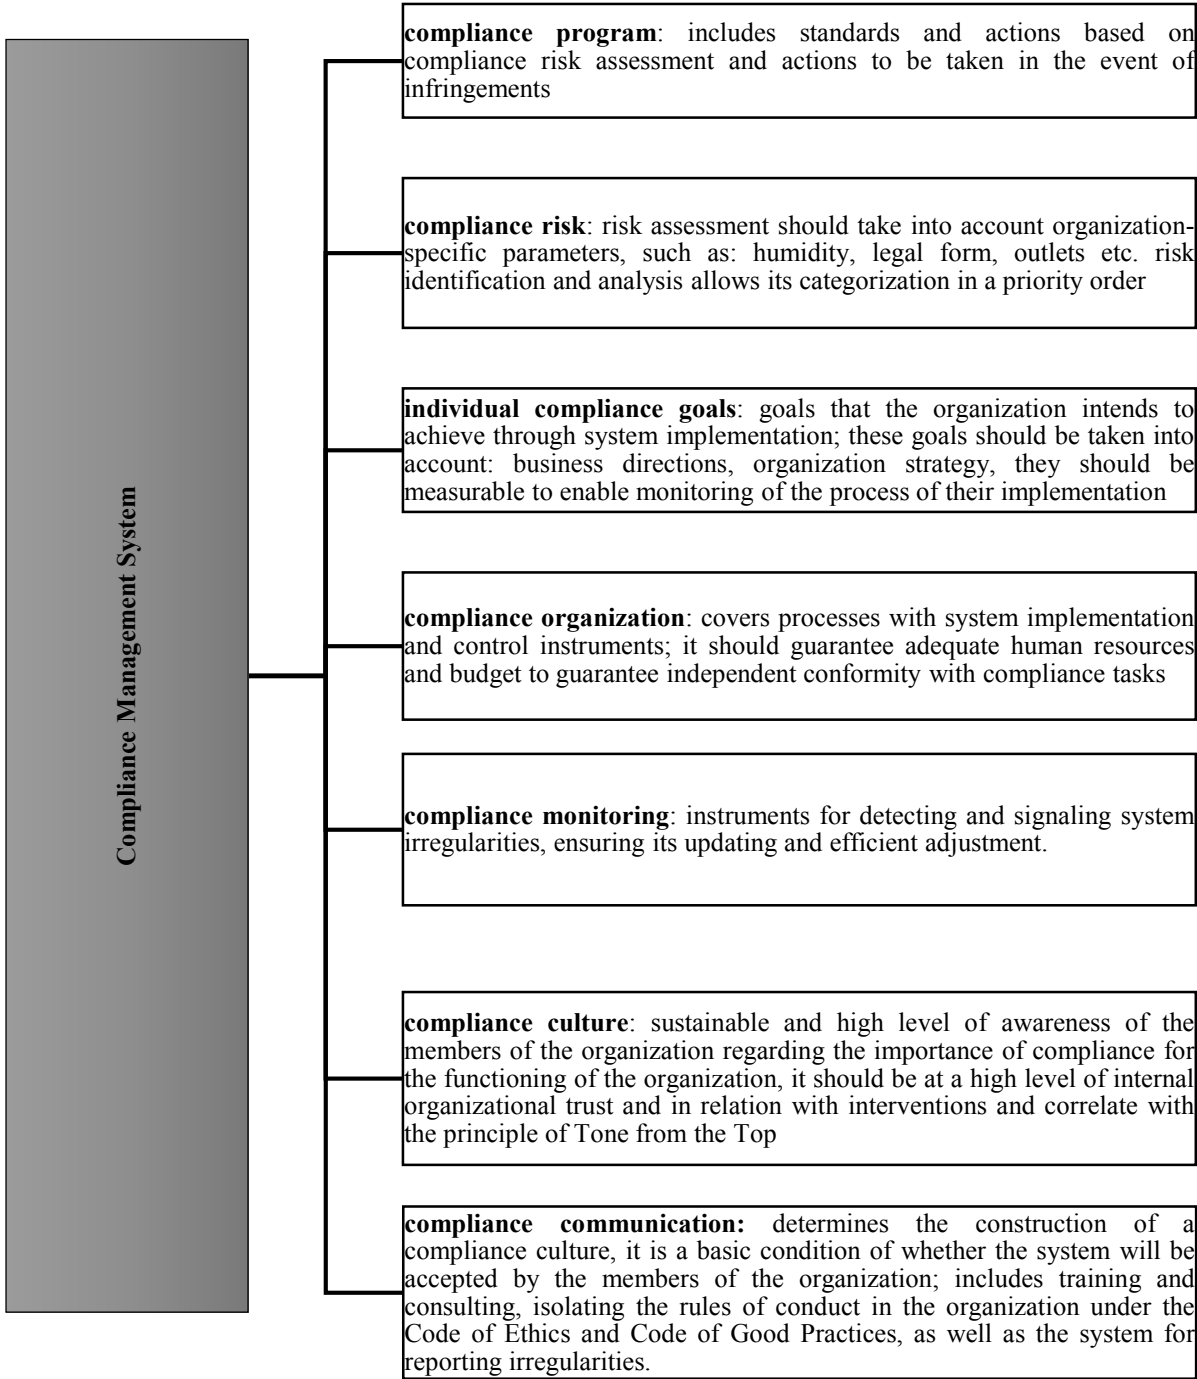 Compliance Management System
compliance program: includes standards and actions based on
compliance risk assessment and actions to be taken in the event of
infringements
compliance risk: risk assessment should take into account organization-
specific parameters, such as: humidity, legal form, outlets etc. risk
identification and analysis allows its categorization in a priority order
individual compliance goals: goals that the organization intends to
achieve through system implementation; these goals should be taken into
account: business directions, organization strategy, they should be
measurable to enable monitoring of the process of their implementation
compliance organization: covers processes with system implementation
and control instruments; it should guarantee adequate human resources
and budget to guarantee independent conformity with compliance tasks
compliance monitoring: instruments for detecting and signaling system
irregularities, ensuring its updating and efficient adjustment.
compliance culture: sustainable and high level of awareness of the
members of the organization regarding the importance of compliance for
the functioning of the organization, it should be at a high level of internal
organizational trust and in relation with interventions and correlate with
the principle of Tone from the Top
compliance communication: determines the construction of a
compliance culture, it is a basic condition of whether the system will be
accepted by the members of the organization; includes training and
consulting, isolating the rules of conduct in the organization under the
Code of Ethics and Code of Good Practices, as well as the system for
reporting irregularities.